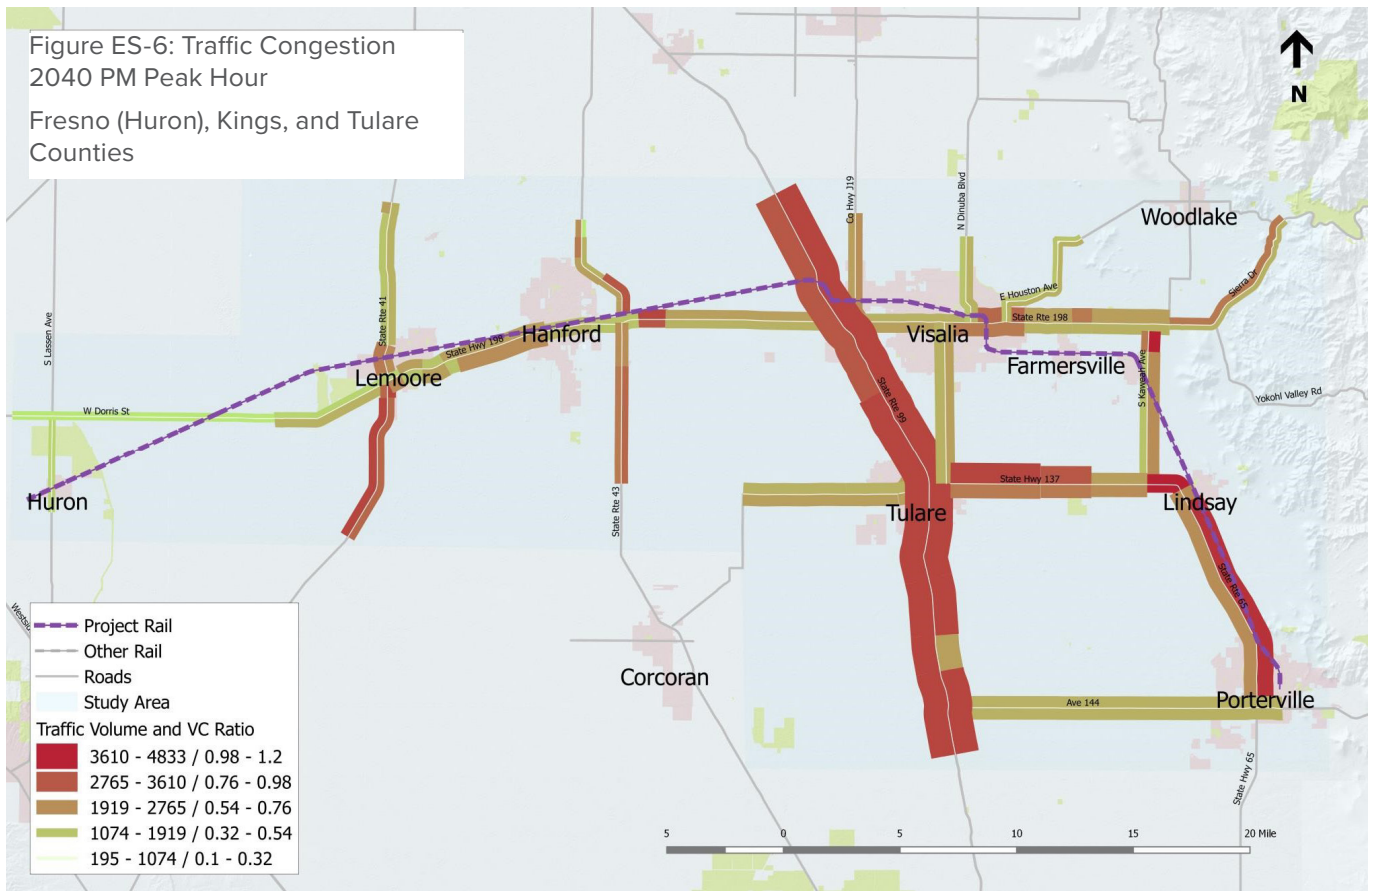 Figure ES-6: Traffic Congestion
2040 PM Peak Hour
Fresno (Huron), Kings, and Tulare
Counties
N
Co Hwy J19
N Dinuba Blvd
Woodlake
Sierra Dr
E Houston Ave
State Rte 198
S Lassen Ave
State Rte 41
Hanford
State Hwy 198
Visalia
Farmersville
Lemoore
S Kaweah Ave
Yokohl Valley Rd
W Dorris St
State Rte 99
State Hwy 137
Huron
State Rte 43
Tulare
Lindsay
State Rte 65
Corcoran
Ave 144
Porterville
State Hwy 65
Project Rail
Other Rail
Roads
Study Area
Traffic Volume and VC Ratio
3610 - 4833 / 0.98 - 1.2
2765 - 3610 / 0.76 - 0.98
1919 - 2765 / 0.54 - 0.76
1074 - 1919 / 0.32 - 0.54
195 - 1074 / 0.1 - 0.32
5 0 5 10 15 20 Mile